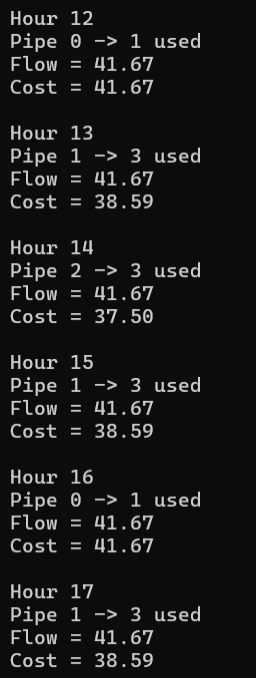 Hour 12
Pipe 0 -> 1 used
Flow = 41.67
Cost = 41.67

Hour 13
Pipe 1 -> 3 used
Flow = 41.67
Cost = 38.59

Hour 14
Pipe 2 -> 3 used
Flow = 41.67
Cost = 37.50

Hour 15
Pipe 1 -> 3 used
Flow = 41.67
Cost = 38.59

Hour 16
Pipe 0 -> 1 used
Flow = 41.67
Cost = 41.67

Hour 17
Pipe 1 -> 3 used
Flow = 41.67
Cost = 38.59